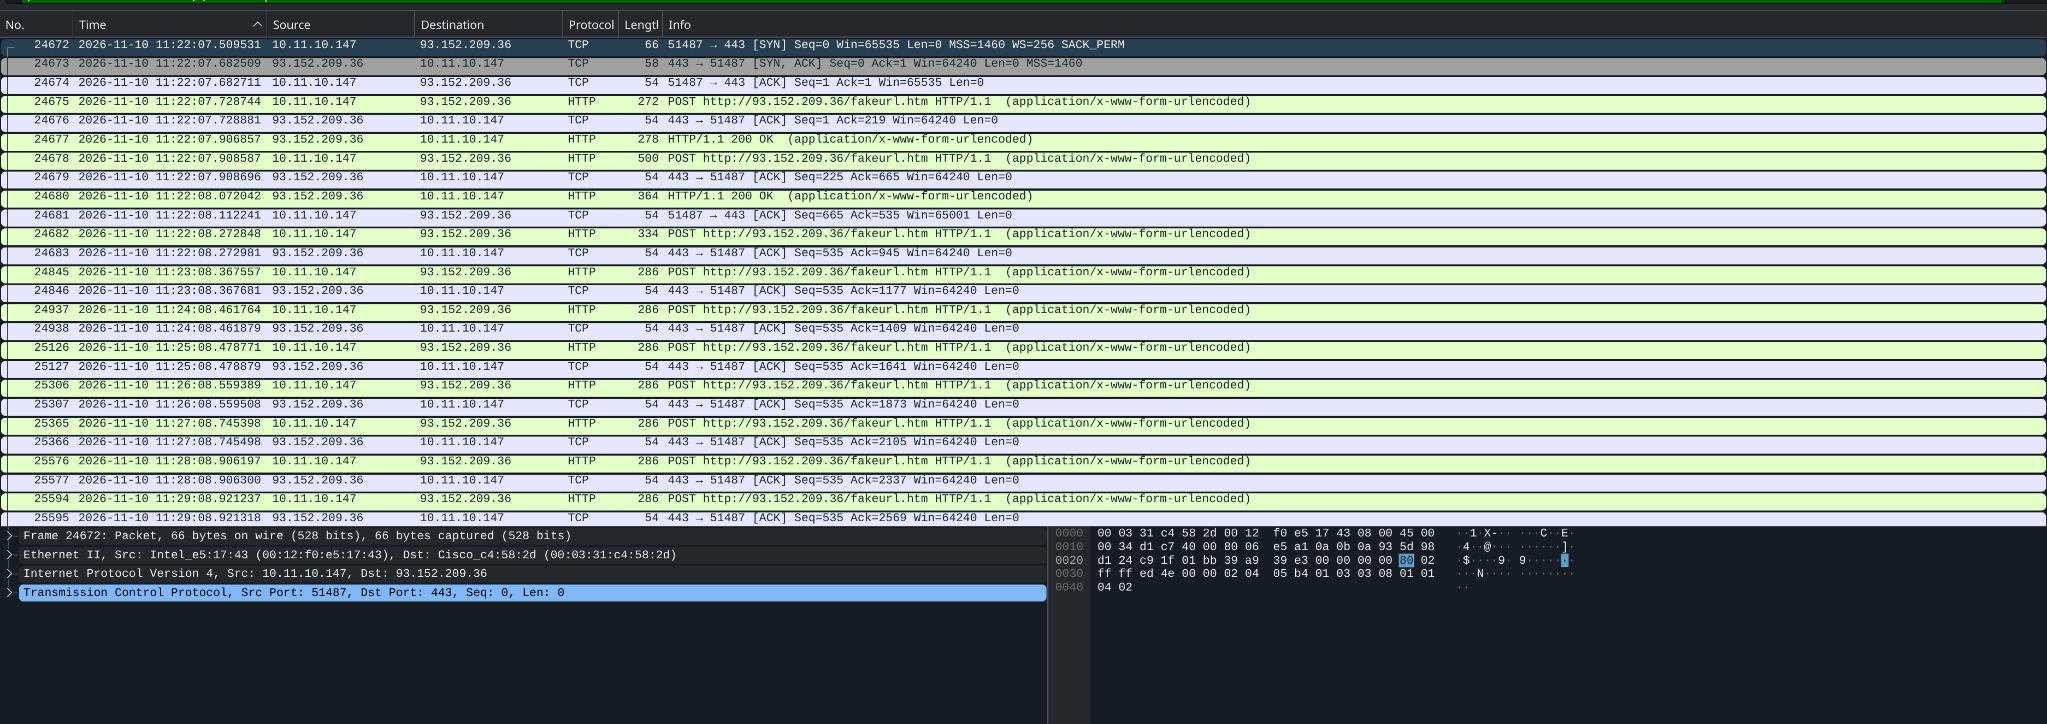 No. Time Source Destination Protocol Lengtl Info
24672 2026-11-10 11:22:07.509531 10.11.10.147 93.152.209.36 TCP 66 51487 → 443 [SYN] Seq=0 Win=65535 Len=0 MSS=1460 WS=256 SACK_PERM
24673 2026-11-10 11:22:07.682509 93.152.209.36 10.11.10.147 TCP 58 443 → 51487 [SYN, ACK] Seq=0 Ack=1 Win=64240 Len=0 MSS=1460
24674 2026-11-10 11:22:07.682711 10.11.10.147 93.152.209.36 TCP 54 51487 → 443 [ACK] Seq=1 Ack=1 Win=65535 Len=0
24675 2026-11-10 11:22:07.728744 10.11.10.147 93.152.209.36 HTTP 272 POST http://93.152.209.36/fakeurl.htm HTTP/1.1 (application/x-www-form-urlencoded)
24676 2026-11-10 11:22:07.728881 93.152.209.36 10.11.10.147 TCP 54 443 → 51487 [ACK] Seq=1 Ack=219 Win=64240 Len=0
24677 2026-11-10 11:22:07.906857 93.152.209.36 10.11.10.147 HTTP 278 HTTP/1.1 200 OK (application/x-www-form-urlencoded)
24678 2026-11-10 11:22:07.908587 10.11.10.147 93.152.209.36 HTTP 500 POST http://93.152.209.36/fakeurl.htm HTTP/1.1 (application/x-www-form-urlencoded)
24679 2026-11-10 11:22:07.908696 93.152.209.36 10.11.10.147 TCP 54 443 → 51487 [ACK] Seq=225 Ack=665 Win=64240 Len=0
24680 2026-11-10 11:22:08.072042 93.152.209.36 10.11.10.147 HTTP 364 HTTP/1.1 200 OK (application/x-www-form-urlencoded)
24681 2026-11-10 11:22:08.112241 10.11.10.147 93.152.209.36 TCP 54 51487 → 443 [ACK] Seq=665 Ack=535 Win=65001 Len=0
24682 2026-11-10 11:22:08.272848 10.11.10.147 93.152.209.36 HTTP 334 POST http://93.152.209.36/fakeurl.htm HTTP/1.1 (application/x-www-form-urlencoded)
24683 2026-11-10 11:22:08.272981 93.152.209.36 10.11.10.147 TCP 54 443 → 51487 [ACK] Seq=535 Ack=945 Win=64240 Len=0
24845 2026-11-10 11:23:08.367557 10.11.10.147 93.152.209.36 HTTP 286 POST http://93.152.209.36/fakeurl.htm HTTP/1.1 (application/x-www-form-urlencoded)
24846 2026-11-10 11:23:08.367681 93.152.209.36 10.11.10.147 TCP 54 443 → 51487 [ACK] Seq=535 Ack=1177 Win=64240 Len=0
24937 2026-11-10 11:24:08.461764 10.11.10.147 93.152.209.36 HTTP 286 POST http://93.152.209.36/fakeurl.htm HTTP/1.1 (application/x-www-form-urlencoded)
24938 2026-11-10 11:24:08.461879 93.152.209.36 10.11.10.147 TCP 54 443 → 51487 [ACK] Seq=535 Ack=1409 Win=64240 Len=0
25126 2026-11-10 11:25:08.478771 10.11.10.147 93.152.209.36 HTTP 286 POST http://93.152.209.36/fakeurl.htm HTTP/1.1 (application/x-www-form-urlencoded)
25127 2026-11-10 11:25:08.478879 93.152.209.36 10.11.10.147 TCP 54 443 → 51487 [ACK] Seq=535 Ack=1641 Win=64240 Len=0
25306 2026-11-10 11:26:08.559389 10.11.10.147 93.152.209.36 HTTP 286 POST http://93.152.209.36/fakeurl.htm HTTP/1.1 (application/x-www-form-urlencoded)
25307 2026-11-10 11:26:08.559508 93.152.209.36 10.11.10.147 TCP 54 443 → 51487 [ACK] Seq=535 Ack=1873 Win=64240 Len=0
25365 2026-11-10 11:27:08.745398 10.11.10.147 93.152.209.36 HTTP 286 POST http://93.152.209.36/fakeurl.htm HTTP/1.1 (application/x-www-form-urlencoded)
25366 2026-11-10 11:27:08.745498 93.152.209.36 10.11.10.147 TCP 54 443 → 51487 [ACK] Seq=535 Ack=2105 Win=64240 Len=0
25576 2026-11-10 11:28:08.906197 10.11.10.147 93.152.209.36 HTTP 286 POST http://93.152.209.36/fakeurl.htm HTTP/1.1 (application/x-www-form-urlencoded)
25577 2026-11-10 11:28:08.906300 93.152.209.36 10.11.10.147 TCP 54 443 → 51487 [ACK] Seq=535 Ack=2337 Win=64240 Len=0
25594 2026-11-10 11:29:08.921237 10.11.10.147 93.152.209.36 HTTP 286 POST http://93.152.209.36/fakeurl.htm HTTP/1.1 (application/x-www-form-urlencoded)
25595 2026-11-10 11:29:08.921318 93.152.209.36 10.11.10.147 TCP 54 443 → 51487 [ACK] Seq=535 Ack=2569 Win=64240 Len=0
Frame 24672: Packet, 66 bytes on wire (528 bits), 66 bytes captured (528 bits)
Ethernet II, Src: Intel_e5:17:43 (00:12:f0:e5:17:43), Dst: Cisco_c4:58:2d (00:03:31:c4:58:2d)
Internet Protocol Version 4, Src: 10.11.10.147, Dst: 93.152.209.36
Transmission Control Protocol, Src Port: 51487, Dst Port: 443, Seq: 0, Len: 0
0000 00 03 31 c4 58 2d 00 12 f0 e5 17 43 08 00 45 00 ··1·X-·· ···C··E·
0010 00 34 d1 c7 40 00 80 06 e5 a1 0a 0b 0a 93 5d 98 ·4··@··· ······]·
0020 d1 24 c9 1f 01 bb 39 a9 39 e3 00 00 00 00 80 02 ·$····9· 9·······
0030 ff ff ed 4e 00 00 02 04 05 b4 01 03 03 08 01 01 ···N···· ········
0040 04 02 ··